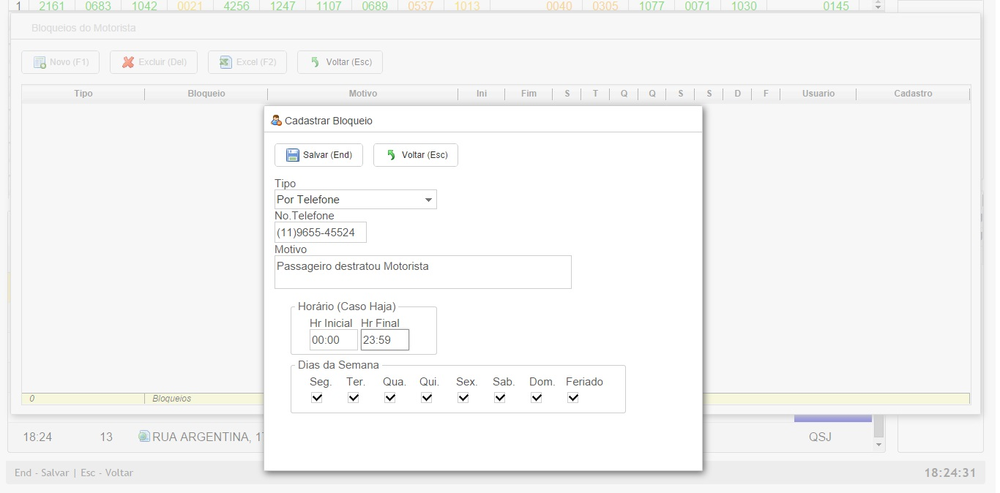 1 2161 0683 1042 0021 4256 1247 1107 0689 0537 1013 0040 0305 1077 0071 1030 0145
Bloqueios do Motorista
Novo (F1) Excluir (Del) Excel (F2) Voltar (Esc)
Tipo Bloqueio Motivo Ini Fim S T Q Q S S D F Usuario Cadastro
Cadastrar Bloqueio
Salvar (End) Voltar (Esc)
Tipo
Por Telefone
No.Telefone
(11)9655-45524
Motivo
Passageiro destratou Motorista
Horário (Caso Haja)
Hr Inicial Hr Final
00:00 23:59
Dias da Semana
Seg. Ter. Qua. Qui. Sex. Sab. Dom. Feriado
0 Bloqueios
18:24 13 RUA ARGENTINA, QSJ
End - Salvar | Esc - Voltar 18:24:31